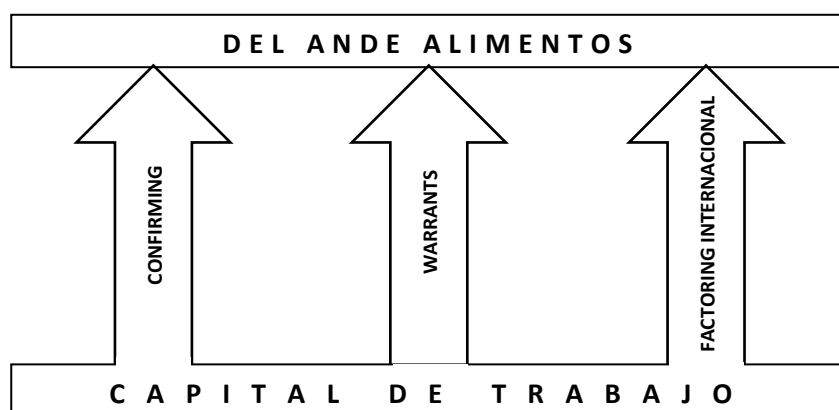 DEL ANDE ALIMENTOS
CONFIRMING
WARRANTS
FACTORING INTERNACIONAL
CAPITAL DE TRABAJO